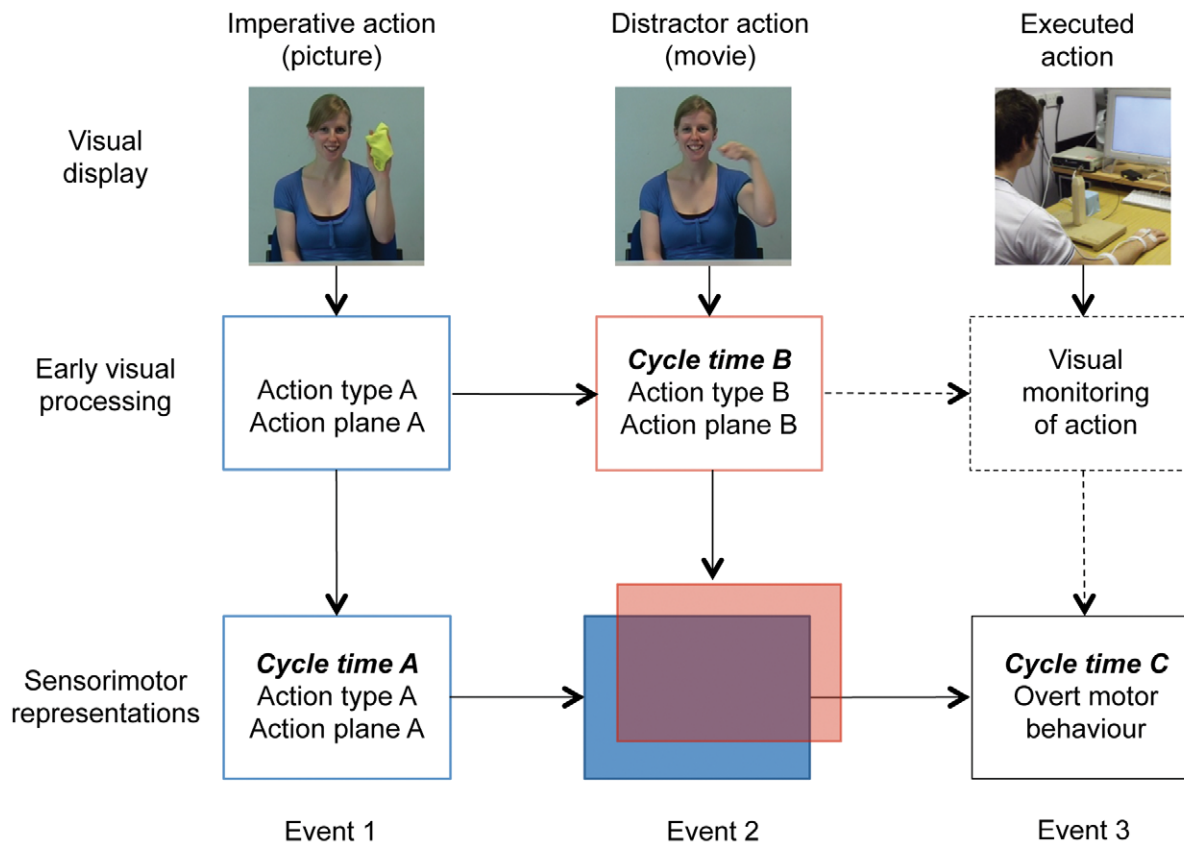 Imperative action
(picture)
Distractor action
(movie)
Executed
action
Visual
display
Early visual
processing
Action type A
Action plane A
Cycle time B
Action type B
Action plane B
Visual
monitoring
of action
Sensorimotor
representations
Cycle time A
Action type A
Action plane A
Cycle time C
Overt motor
behaviour
Event 1
Event 2
Event 3